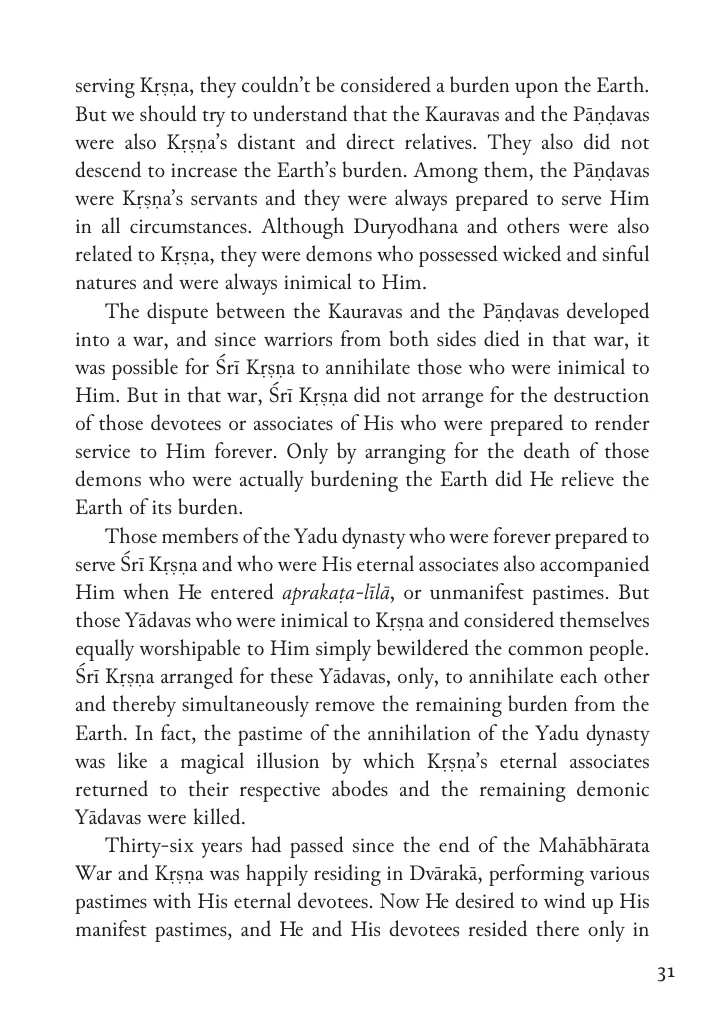 serving Kṛṣṇa, they couldn’t be considered a burden upon the Earth.
But we should try to understand that the Kauravas and the Pāṇḍavas
were also Kṛṣṇa’s distant and direct relatives. They also did not
descend to increase the Earth’s burden. Among them, the Pāṇḍavas
were Kṛṣṇa’s servants and they were always prepared to serve Him
in all circumstances. Although Duryodhana and others were also
related to Kṛṣṇa, they were demons who possessed wicked and sinful
natures and were always inimical to Him.
The dispute between the Kauravas and the Pāṇḍavas developed
into a war, and since warriors from both sides died in that war, it
was possible for Śrī Kṛṣṇa to annihilate those who were inimical to
Him. But in that war, Śrī Kṛṣṇa did not arrange for the destruction
of those devotees or associates of His who were prepared to render
service to Him forever. Only by arranging for the death of those
demons who were actually burdening the Earth did He relieve the
Earth of its burden.
Those members of the Yadu dynasty who were forever prepared to
serve Śrī Kṛṣṇa and who were His eternal associates also accompanied
Him when He entered aprakaṭa-līlā, or unmanifest pastimes. But
those Yādavas who were inimical to Kṛṣṇa and considered themselves
equally worshipable to Him simply bewildered the common people.
Śrī Kṛṣṇa arranged for these Yādavas, only, to annihilate each other
and thereby simultaneously remove the remaining burden from the
Earth. In fact, the pastime of the annihilation of the Yadu dynasty
was like a magical illusion by which Kṛṣṇa’s eternal associates
returned to their respective abodes and the remaining demonic
Yādavas were killed.
Thirty-six years had passed since the end of the Mahābhārata
War and Kṛṣṇa was happily residing in Dvārakā, performing various
pastimes with His eternal devotees. Now He desired to wind up His
manifest pastimes, and He and His devotees resided there only in
31